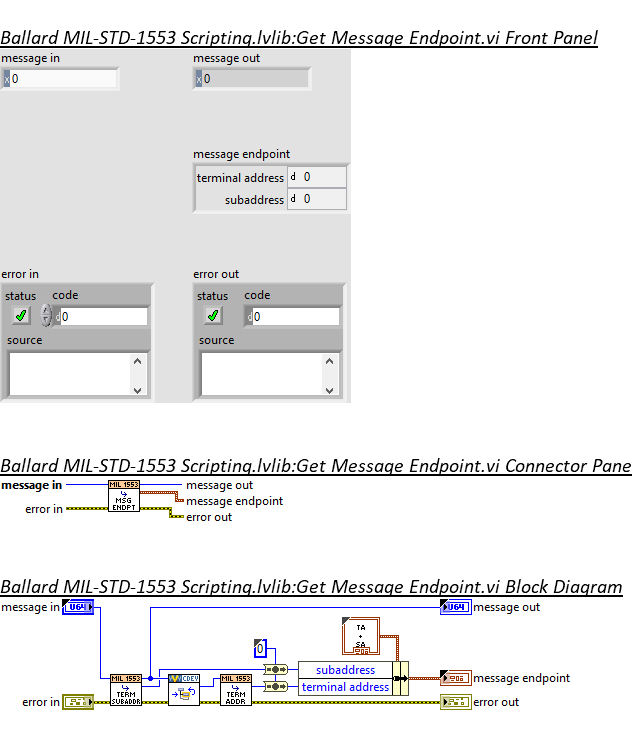 Ballard MIL-STD-1553 Scripting.lvlib:Get Message Endpoint.vi Front Panel
message in message out
x 0 x 0
message endpoint
terminal address d 0
subaddress d 0
error in error out
status code status code
d 0 d 0
source source
Ballard MIL-STD-1553 Scripting.lvlib:Get Message Endpoint.vi Connector Pane
message in MIL 1553 message out
MSG message endpoint
error in ENDPT error out
Ballard MIL-STD-1553 Scripting.lvlib:Get Message Endpoint.vi Block Diagram
message in U64 U64 message out
TA
+
SA
0
subaddress
MIL 1553 CDEV MIL 1553 message endpoint
TERM TERM terminal address
error in SUBADDR ADDR error out